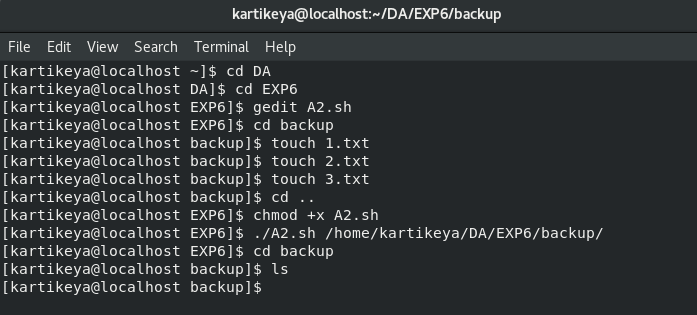 kartikeya@localhost:~/DA/EXP6/backup
File Edit View Search Terminal Help
[kartikeya@localhost ~]$ cd DA
[kartikeya@localhost DA]$ cd EXP6
[kartikeya@localhost EXP6]$ gedit A2.sh
[kartikeya@localhost EXP6]$ cd backup
[kartikeya@localhost backup]$ touch 1.txt
[kartikeya@localhost backup]$ touch 2.txt
[kartikeya@localhost backup]$ touch 3.txt
[kartikeya@localhost backup]$ cd ..
[kartikeya@localhost EXP6]$ chmod +x A2.sh
[kartikeya@localhost EXP6]$ ./A2.sh /home/kartikeya/DA/EXP6/backup/
[kartikeya@localhost EXP6]$ cd backup
[kartikeya@localhost backup]$ ls
[kartikeya@localhost backup]$